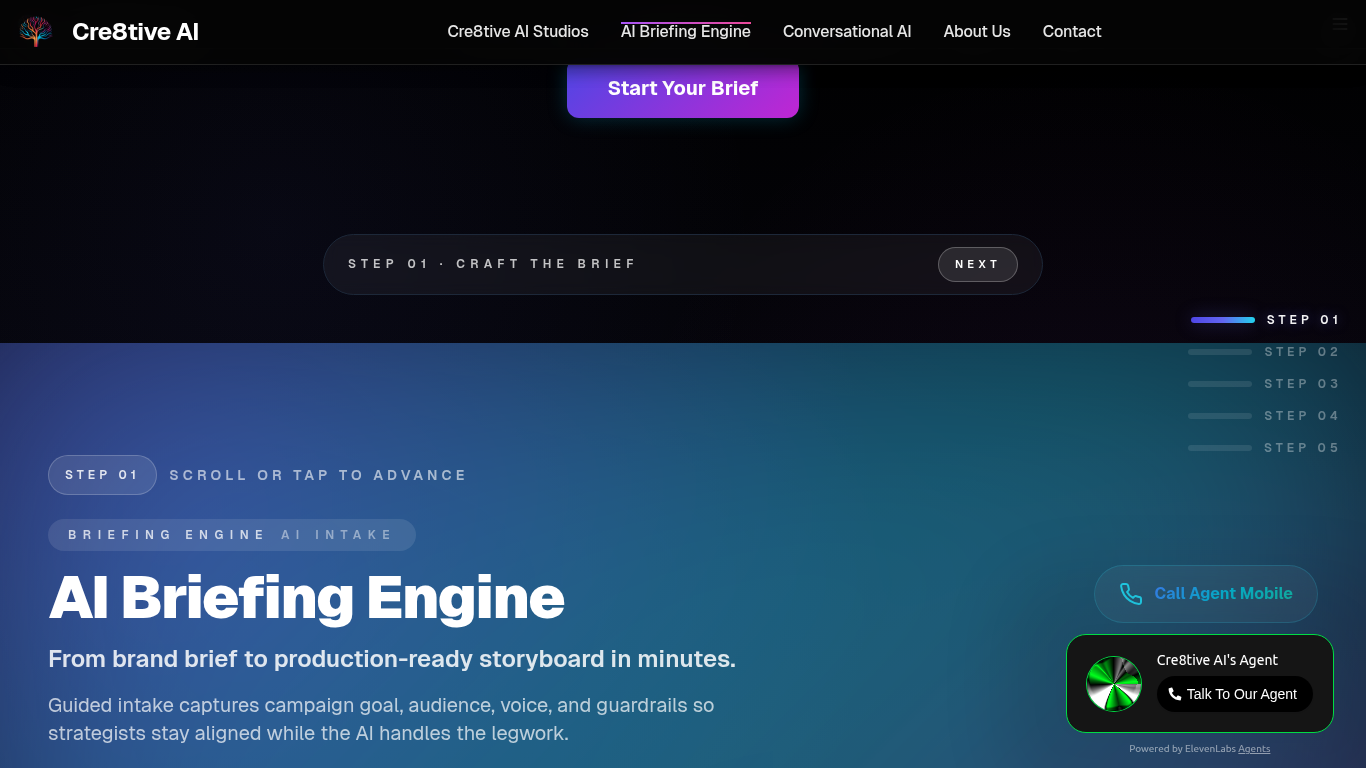 Cre8tive AI
Cre8tive AI Studios
AI Briefing Engine
Conversational AI
About Us
Contact
Start Your Brief
STEP 01 · CRAFT THE BRIEF
NEXT
STEP 01
STEP 02
STEP 03
STEP 04
STEP 05
STEP 01
SCROLL OR TAP TO ADVANCE
BRIEFING ENGINE AI INTAKE
AI Briefing Engine
From brand brief to production-ready storyboard in minutes.
Guided intake captures campaign goal, audience, voice, and guardrails so
strategists stay aligned while the AI handles the legwork.
Call Agent Mobile
Cre8tive AI's Agent
Talk To Our Agent
Powered by ElevenLabs Agents